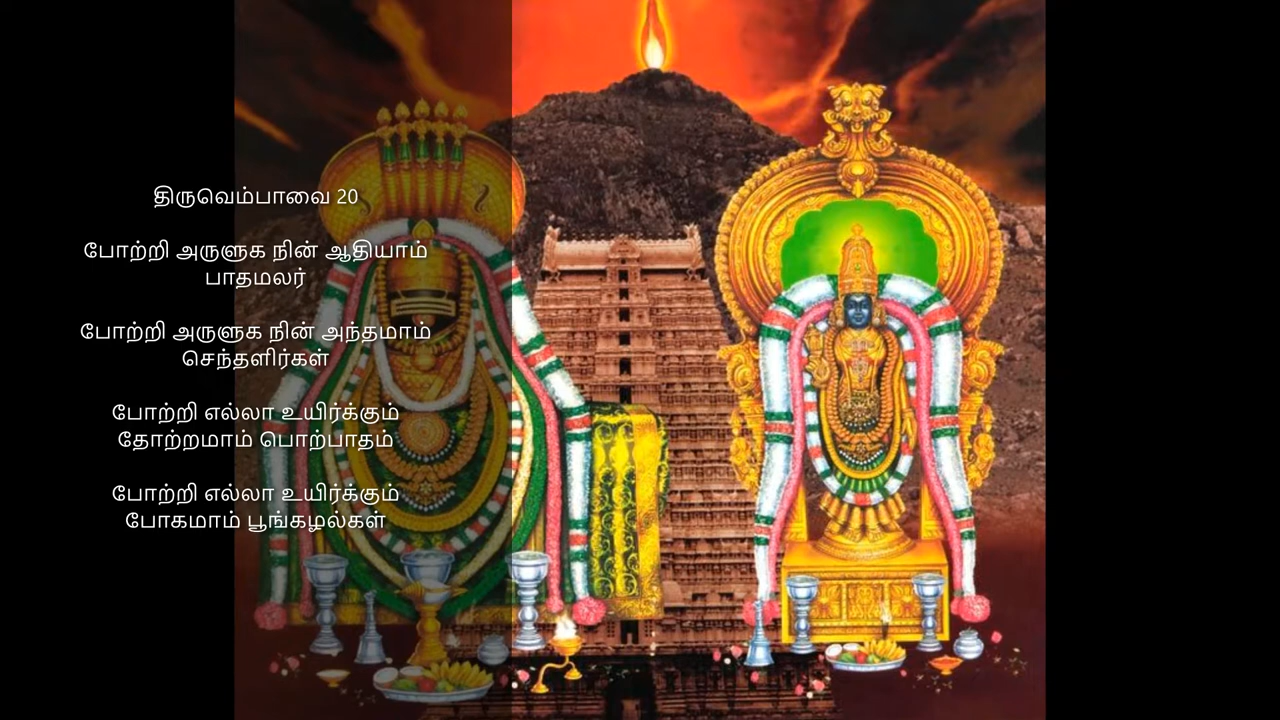 திருவெம்பாவை 20
போற்றி அருளுக நின் ஆதியாம்
பாதமலர்
போற்றி அருளுக நின் அந்தமாம்
செந்தளிர்கள்
போற்றி எல்லா உயிர்க்கும்
தோற்றமாம் பொற்பாதம்
போற்றி எல்லா உயிர்க்கும்
போகமாம் பூங்கழல்கள்